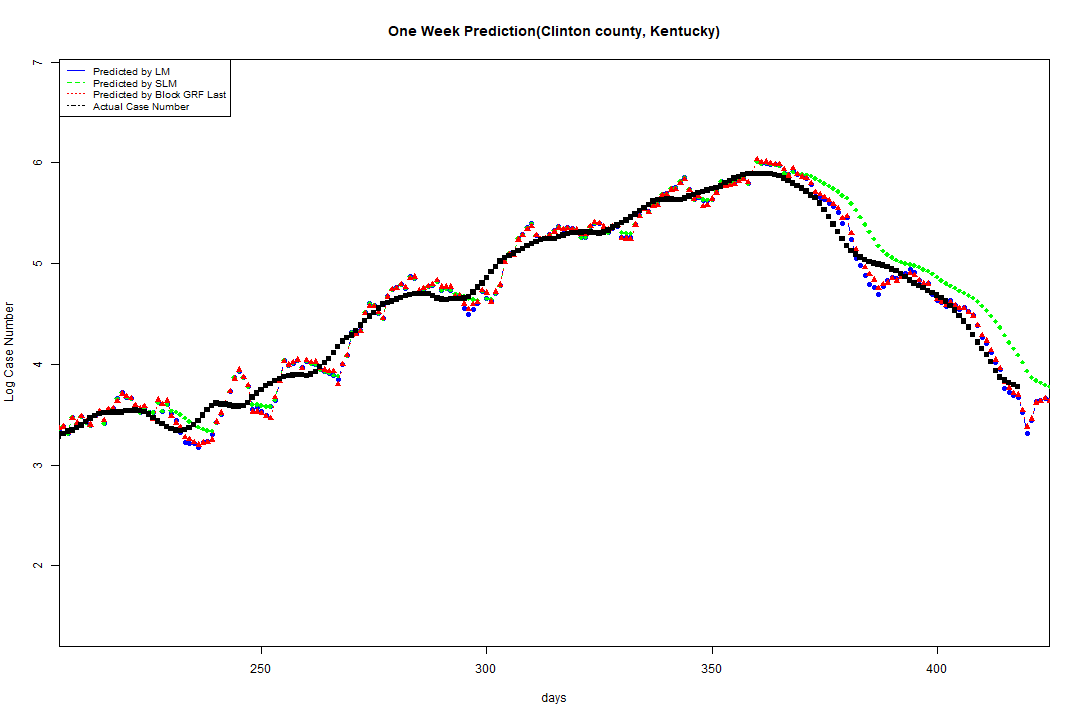 One Week Prediction(Clinton county, Kentucky)
7
Predicted by LM
Predicted by SLM
Predicted by Block GRF Last
Actual Case Number
6
5
4
3
2
Log Case Number
250
300
350
400
days